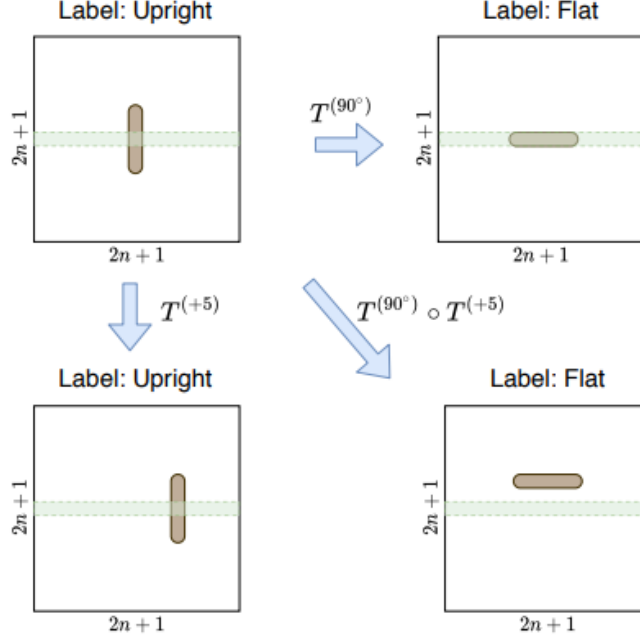 Label: Upright
Label: Flat
2n + 1
T^{(90°)}
2n + 1
2n + 1
2n + 1
T^{(+5)}
T^{(90°)} ∘ T^{(+5)}
Label: Upright
Label: Flat
2n + 1
2n + 1
2n + 1
2n + 1